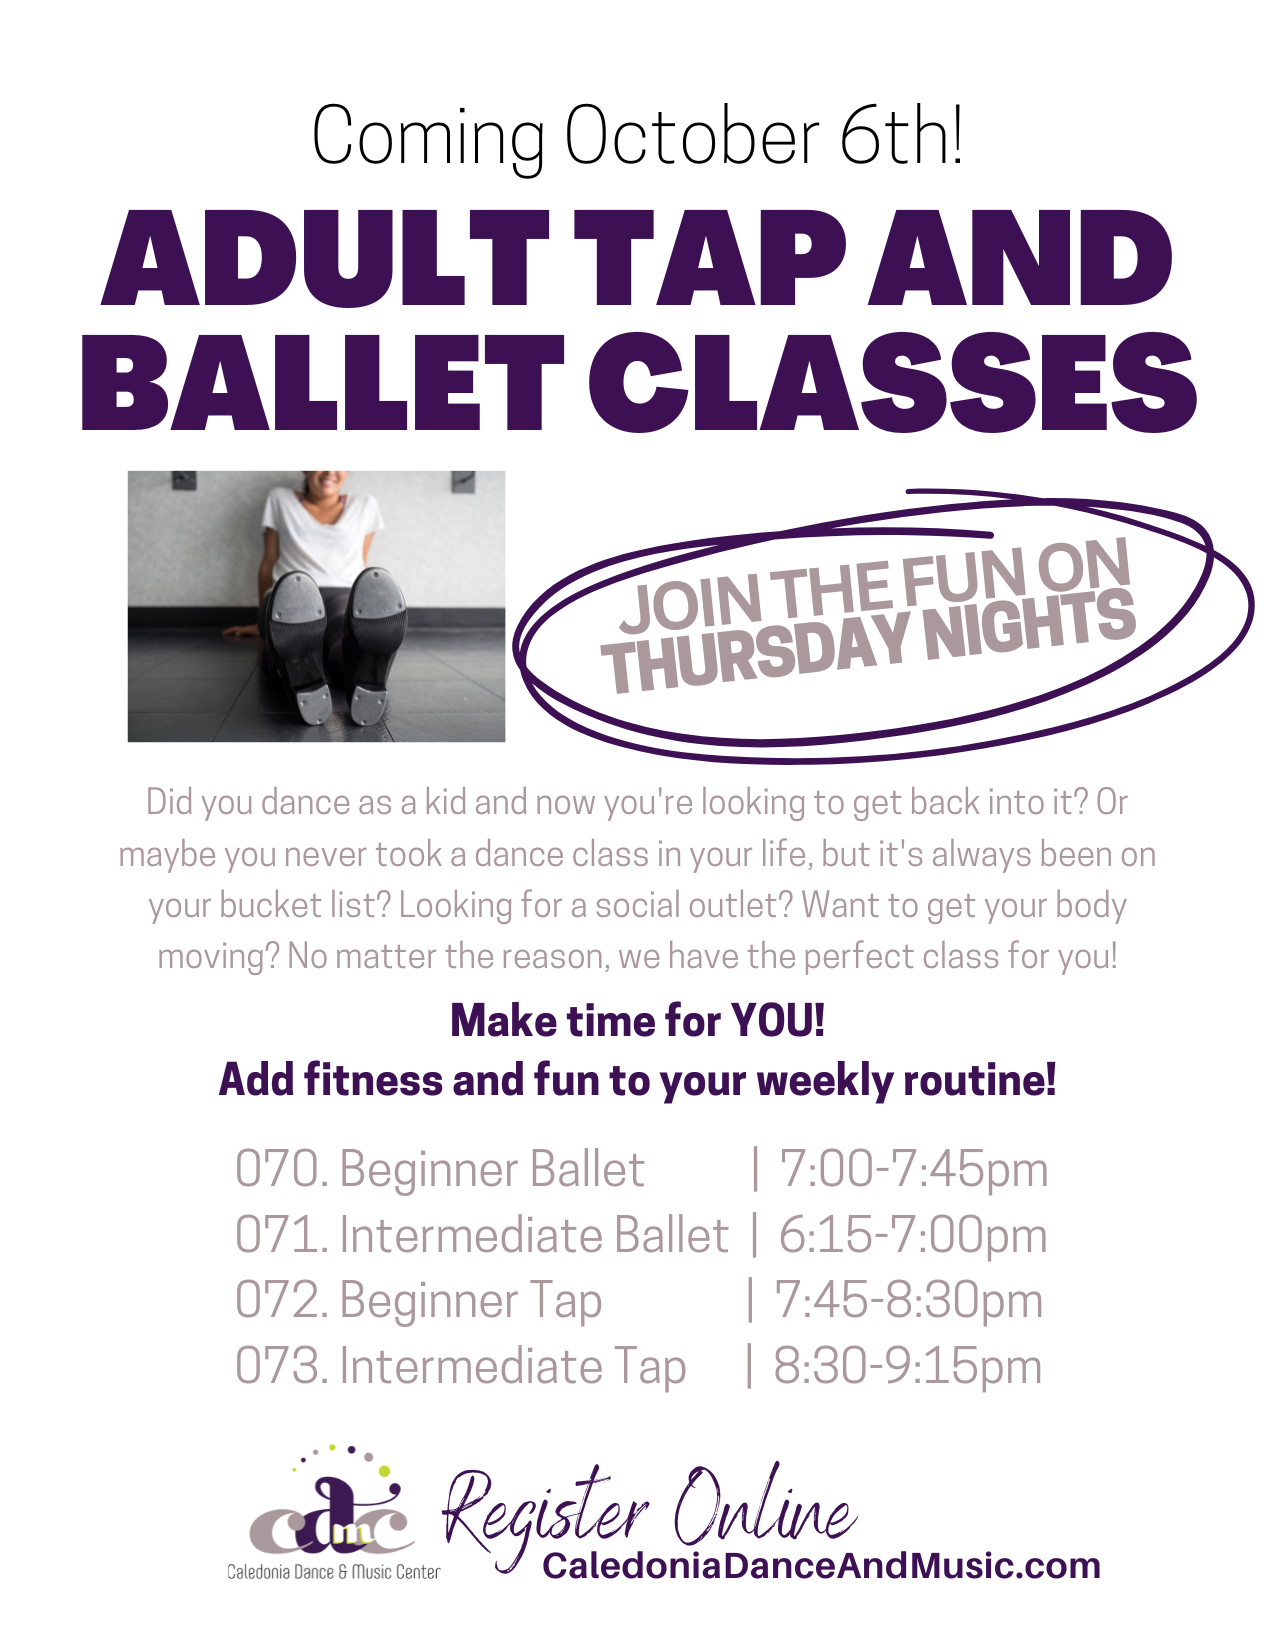 Coming October 6th!
ADULT TAP AND
BALLET CLASSES
JOIN THE FUN ON
THURSDAY NIGHTS
Did you dance as a kid and now you're looking to get back into it? Or
maybe you never took a dance class in your life, but it's always been on
your bucket list? Looking for a social outlet? Want to get your body
moving? No matter the reason, we have the perfect class for you!
Make time for YOU!
Add fitness and fun to your weekly routine!
070. Beginner Ballet | 7:00-7:45pm
071. Intermediate Ballet | 6:15-7:00pm
072. Beginner Tap | 7:45-8:30pm
073. Intermediate Tap | 8:30-9:15pm
cdmc
Caledonia Dance & Music Center
Register Online
CaledoniaDanceAndMusic.com